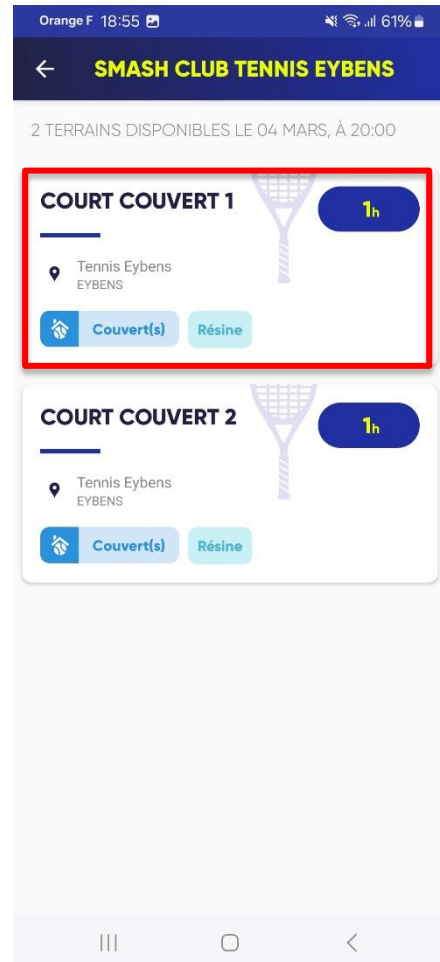 Orange F 18:55 61%
SMASH CLUB TENNIS EYBENS
2 TERRAINS DISPONIBLES LE 04 MARS, À 20:00
COURT COUVERT 1
1h
Tennis Eybens
EYBENS
Couvert(s) Résine
COURT COUVERT 2
1h
Tennis Eybens
EYBENS
Couvert(s) Résine